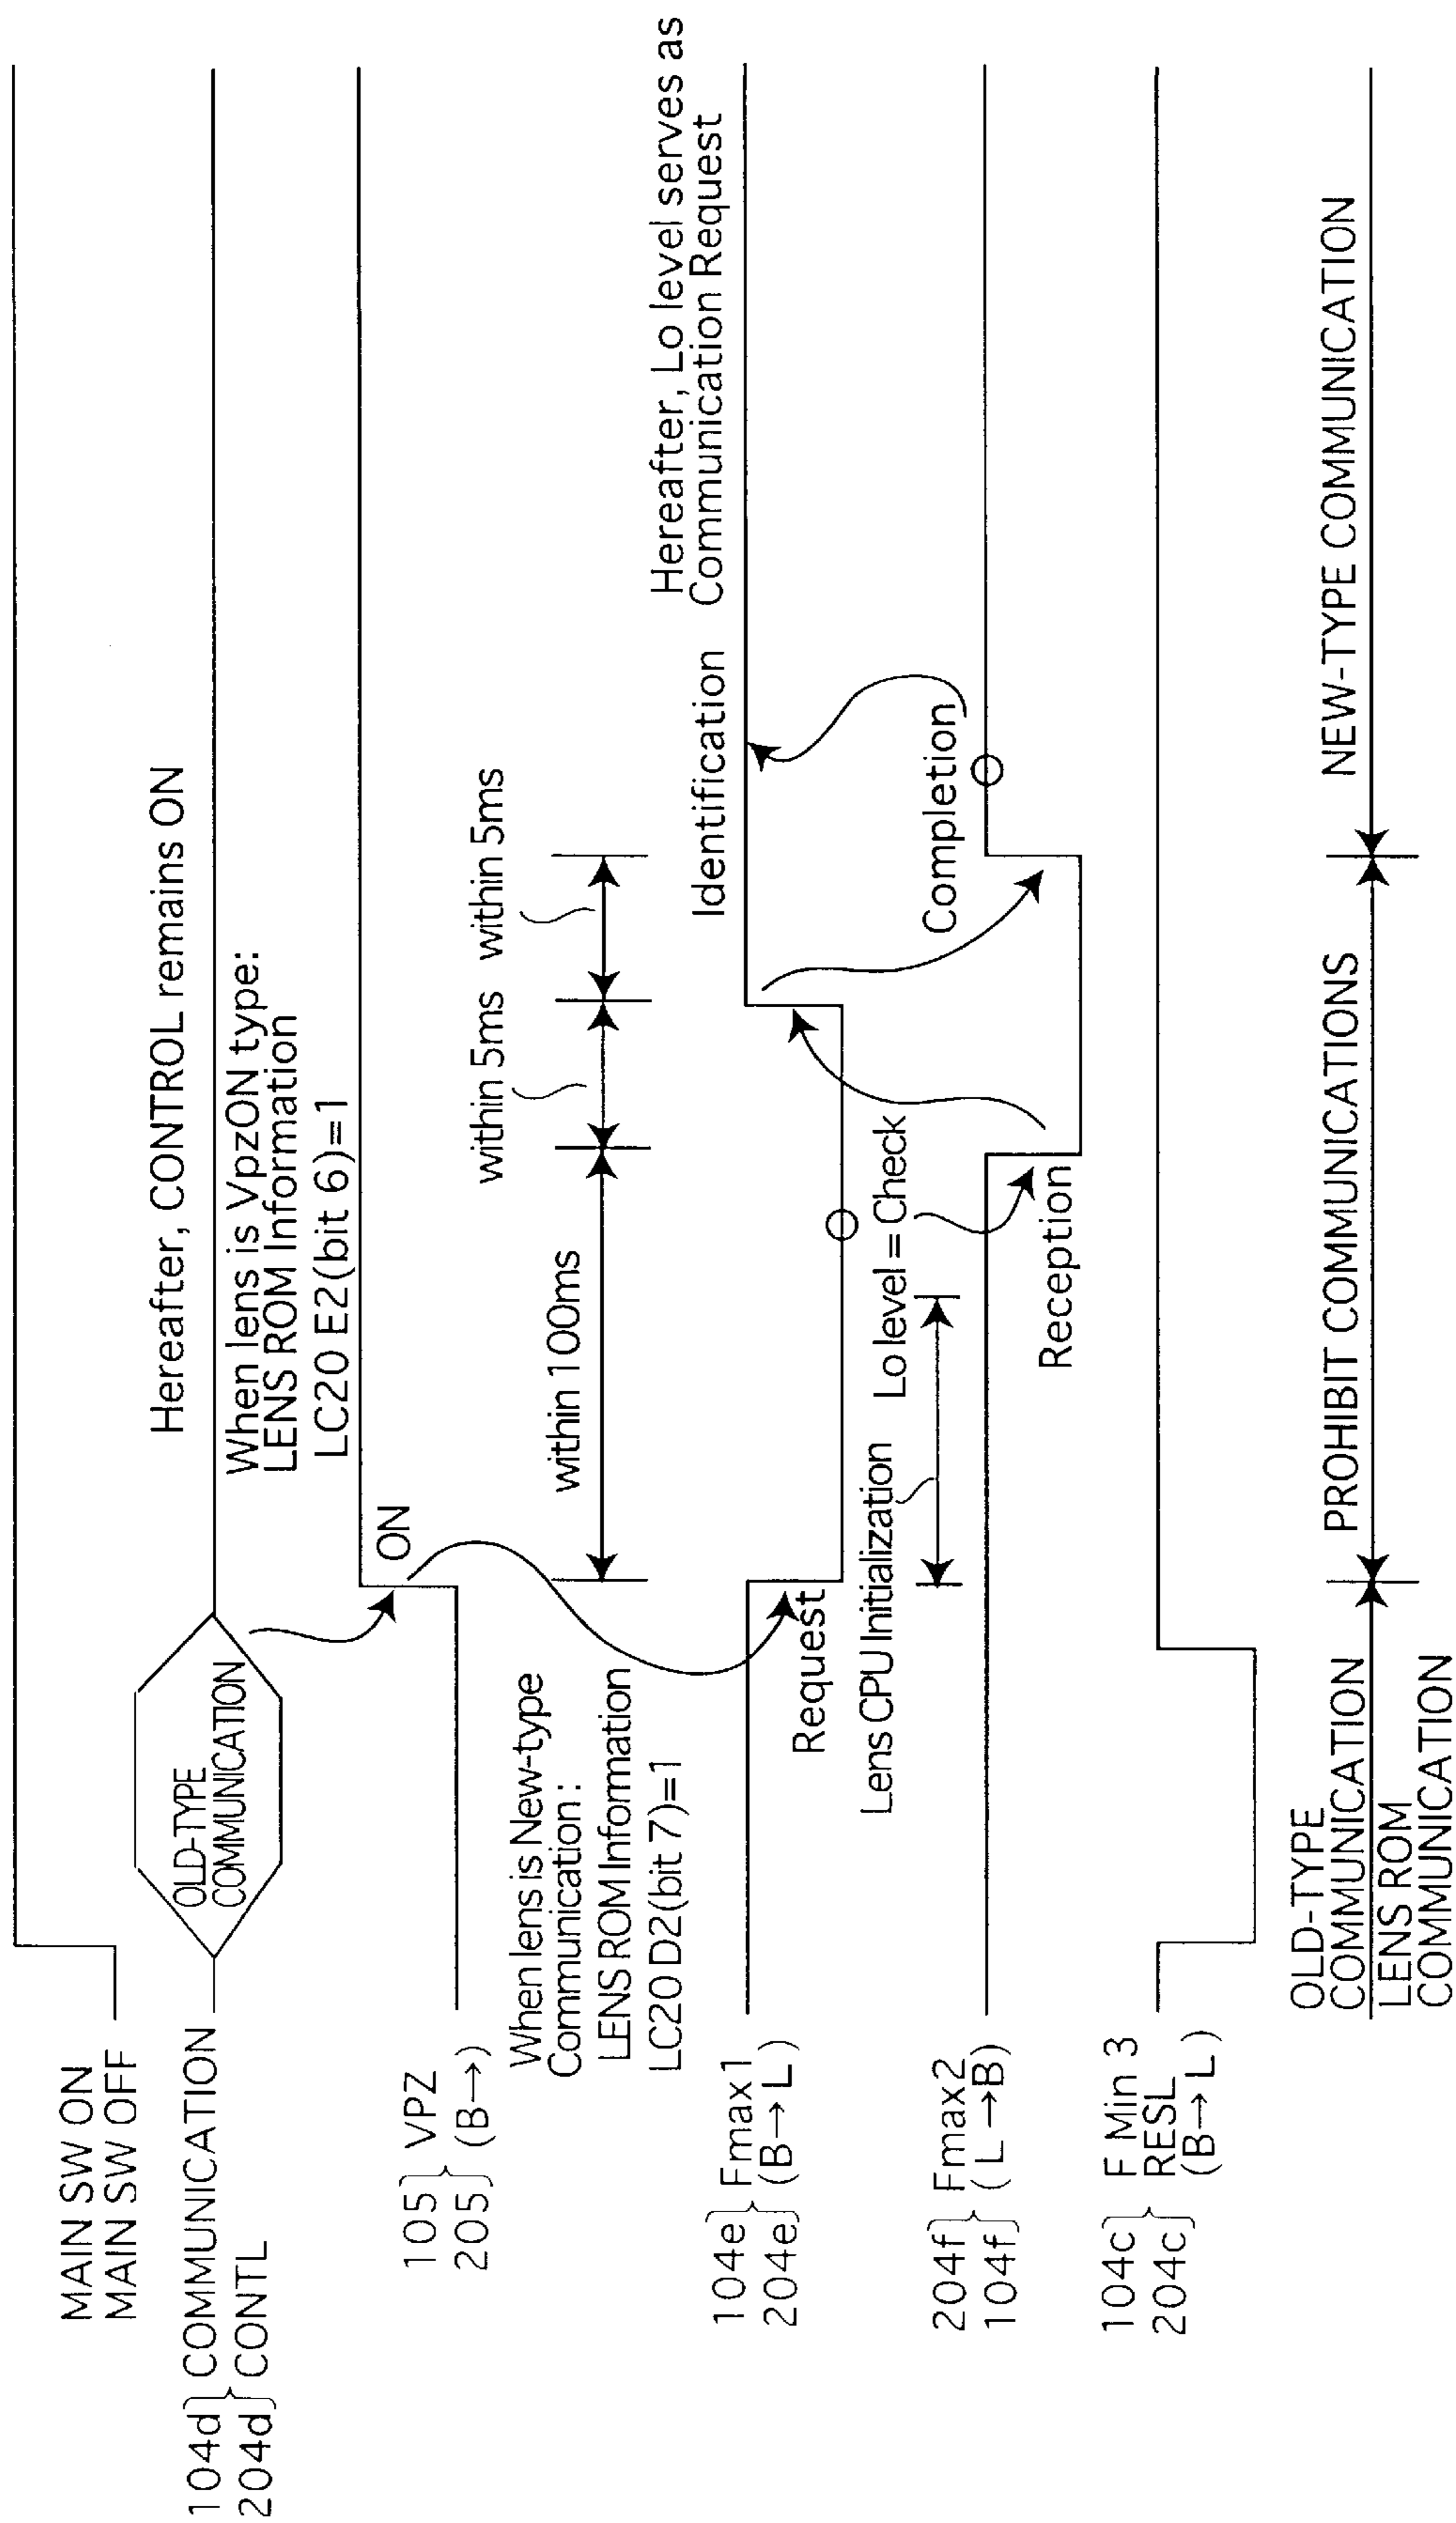 MAIN SW ON
MAIN SW OFF
104d
204d
COMMUNICATION
CONTL
OLD-TYPE
COMMUNICATION
Hereafter, CONTROL remains ON
When lens is VpzON type:
LENS ROM Information
LC20 E2(bit 6)=1
105
205
VPZ
(B→)
ON
When lens is New-type
Communication :
LENS ROM Information
LC20 D2(bit 7)=1
within 100ms
within 5ms
within 5ms
104e
204e
Fmax1
(B→L)
Request
Identification
Hereafter, Lo level serves as
Communication Request
Lens CPU Initialization
Lo level = Check
204f
104f
Fmax2
(L→B)
Reception
Completion
104c
204c
F Min 3
RESL
(B→L)
OLD-TYPE
COMMUNICATION
LENS ROM
COMMUNICATION
PROHIBIT COMMUNICATIONS
NEW-TYPE COMMUNICATION